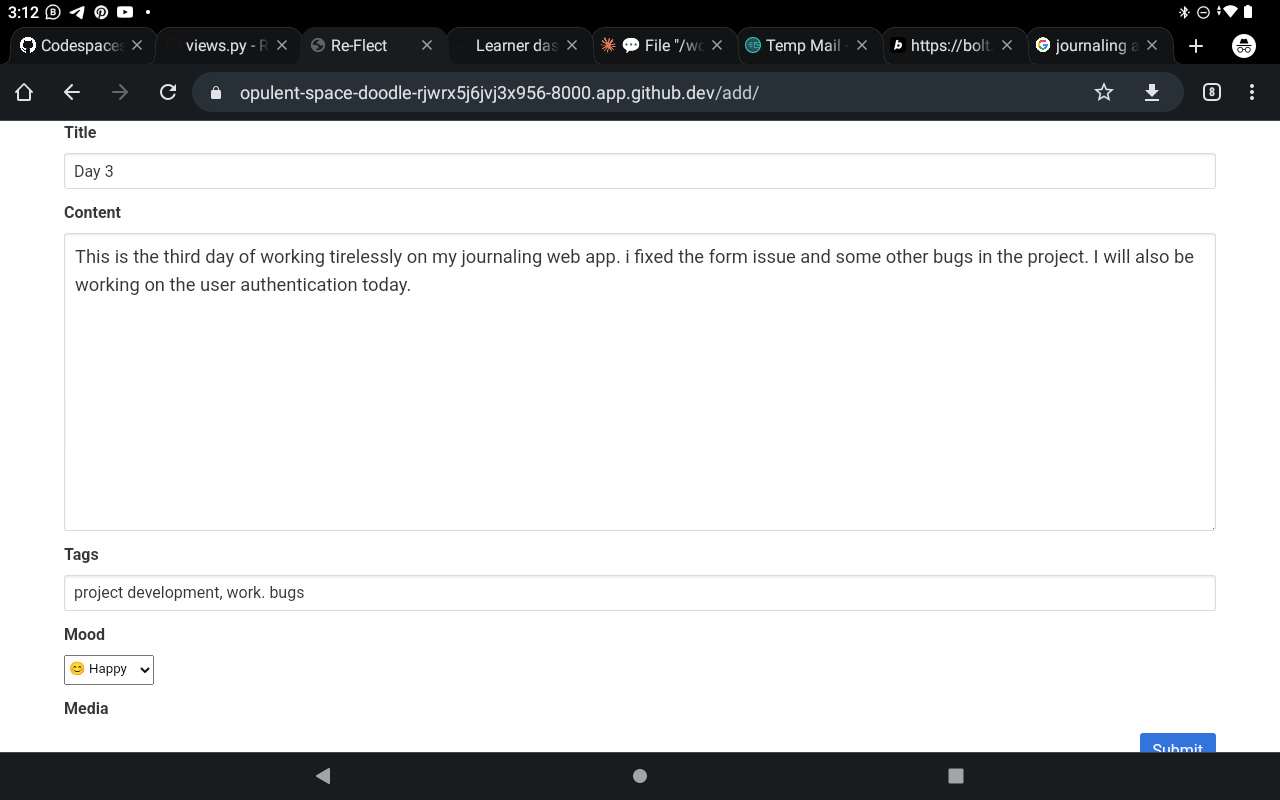 3:12
Codespaces
views.py - R
Re-Flect
Learner das
💬 File "/wo
Temp Mail -
https://bolt.
journaling a
opulent-space-doodle-rjwrx5j6jvj3x956-8000.app.github.dev/add/
8
Title
Day 3
Content
This is the third day of working tirelessly on my journaling web app. i fixed the form issue and some other bugs in the project. I will also be
working on the user authentication today.
Tags
project development, work. bugs
Mood
😊 Happy
Media
Submit